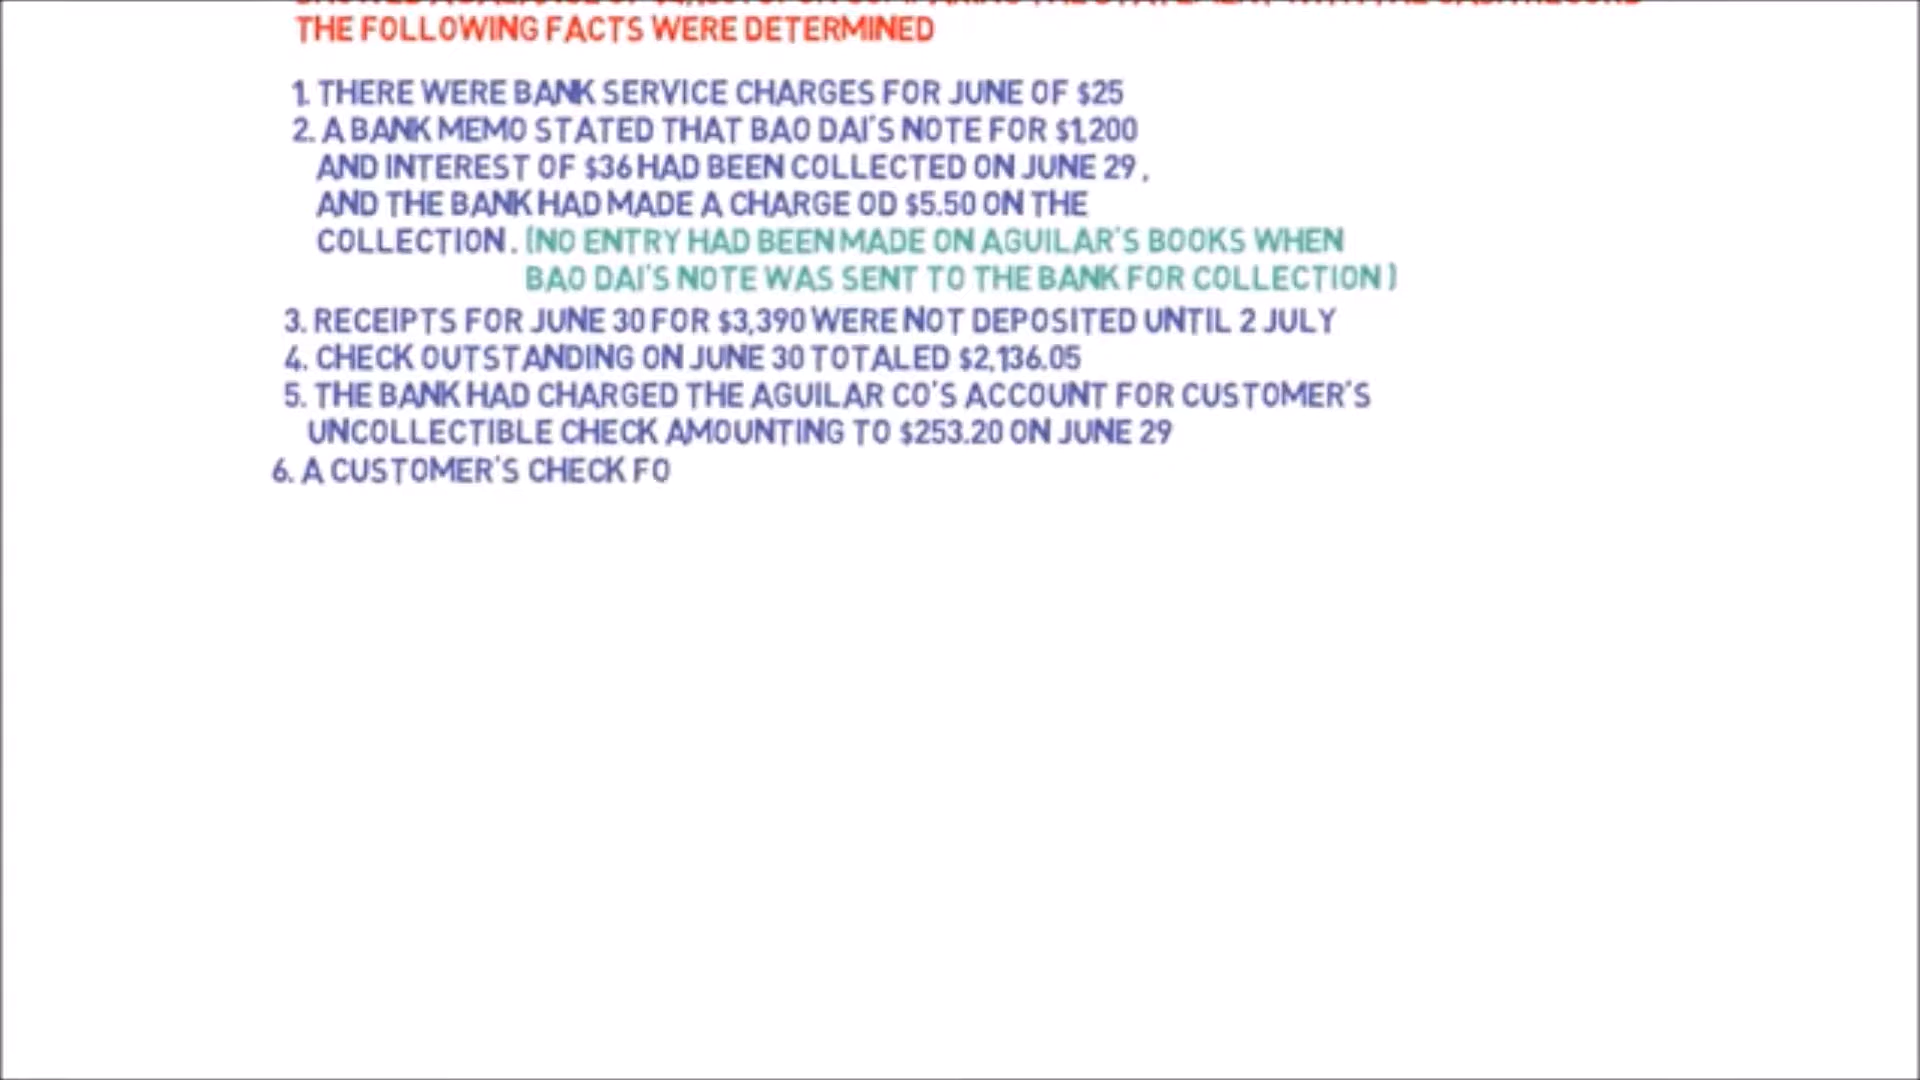 THE FOLLOWING FACTS WERE DETERMINED
1. THERE WERE BANK SERVICE CHARGES FOR JUNE OF $25
2. A BANK MEMO STATED THAT BAO DAI'S NOTE FOR $1,200
AND INTEREST OF $36 HAD BEEN COLLECTED ON JUNE 29,
AND THE BANK HAD MADE A CHARGE OD $5.50 ON THE
COLLECTION. (NO ENTRY HAD BEEN MADE ON AGUILAR'S BOOKS WHEN
BAO DAI'S NOTE WAS SENT TO THE BANK FOR COLLECTION)
3. RECEIPTS FOR JUNE 30 FOR $3,390 WERE NOT DEPOSITED UNTIL 2 JULY
4. CHECK OUTSTANDING ON JUNE 30 TOTALED $2,136.05
5. THE BANK HAD CHARGED THE AGUILAR CO'S ACCOUNT FOR CUSTOMER'S
UNCOLLECTIBLE CHECK AMOUNTING TO $253.20 ON JUNE 29
6. A CUSTOMER'S CHECK FO